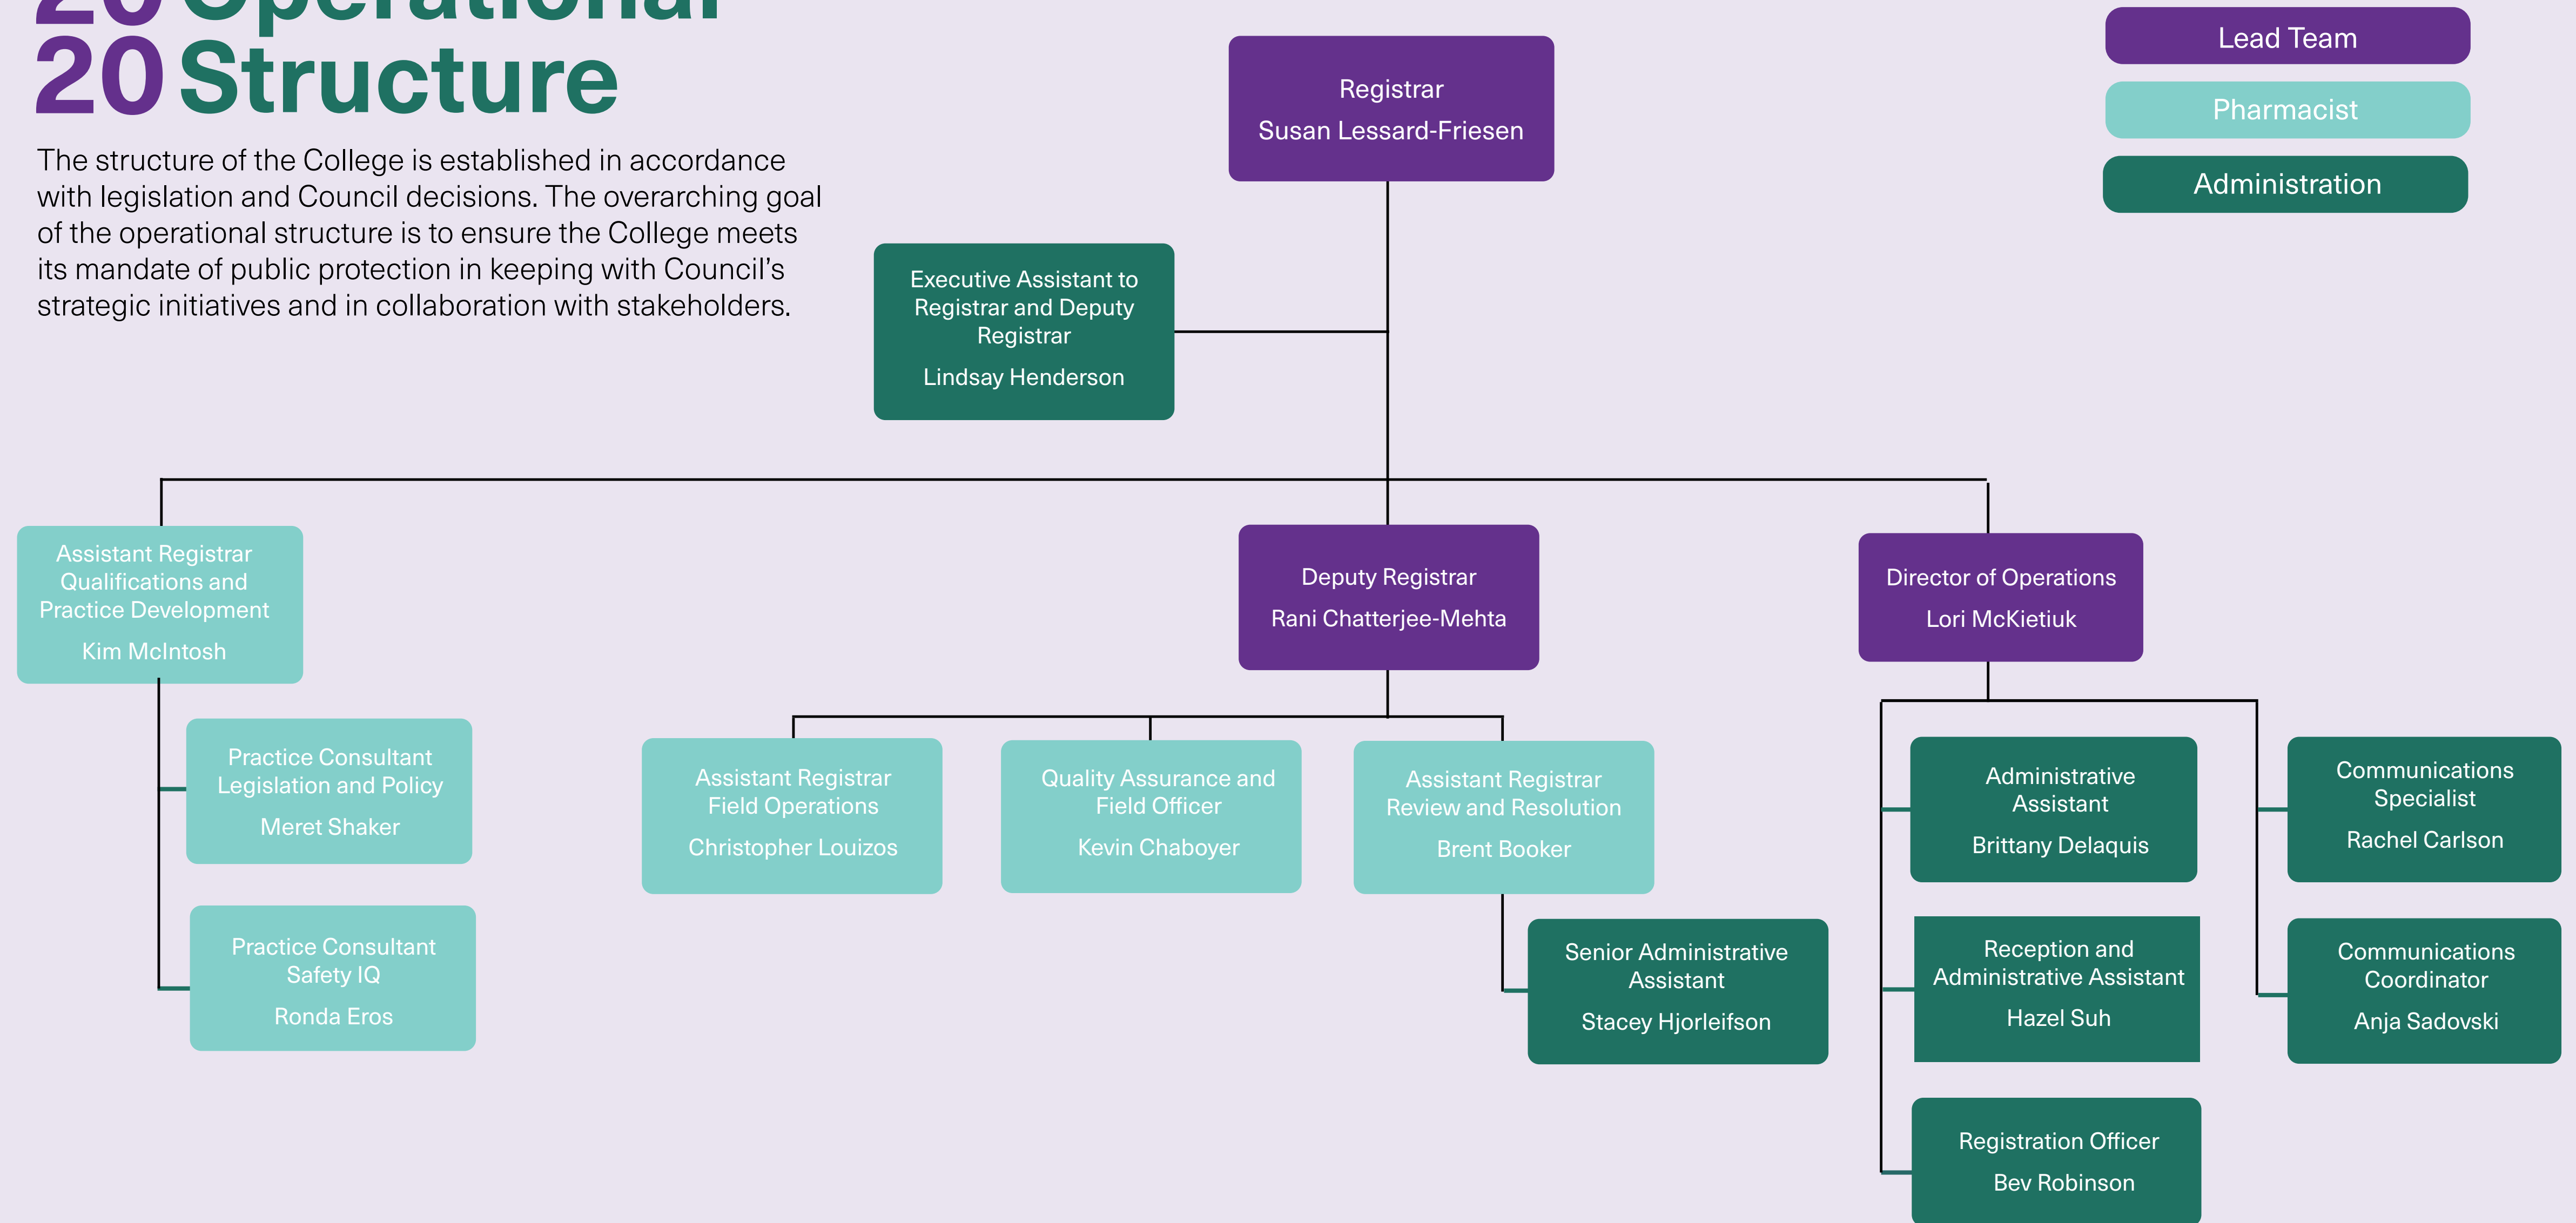 20 Operational
20 Structure
The structure of the College is established in accordance
with legislation and Council decisions. The overarching goal
of the operational structure is to ensure the College meets
its mandate of public protection in keeping with Council's
strategic initiatives and in collaboration with stakeholders.
Lead Team
Pharmacist
Administration
Registrar
Susan Lessard-Friesen
Executive Assistant to
Registrar and Deputy
Registrar
Lindsay Henderson
Assistant Registrar
Qualifications and
Practice Development
Kim McIntosh
Deputy Registrar
Rani Chatterjee-Mehta
Director of Operations
Lori McKietiuk
Practice Consultant
Legislation and Policy
Meret Shaker
Practice Consultant
Safety IQ
Ronda Eros
Assistant Registrar
Field Operations
Christopher Louizos
Quality Assurance and
Field Officer
Kevin Chaboyer
Assistant Registrar
Review and Resolution
Brent Booker
Senior Administrative
Assistant
Stacey Hjorleifson
Administrative
Assistant
Brittany Delaquis
Reception and
Administrative Assistant
Hazel Suh
Registration Officer
Bev Robinson
Communications
Specialist
Rachel Carlson
Communications
Coordinator
Anja Sadovski